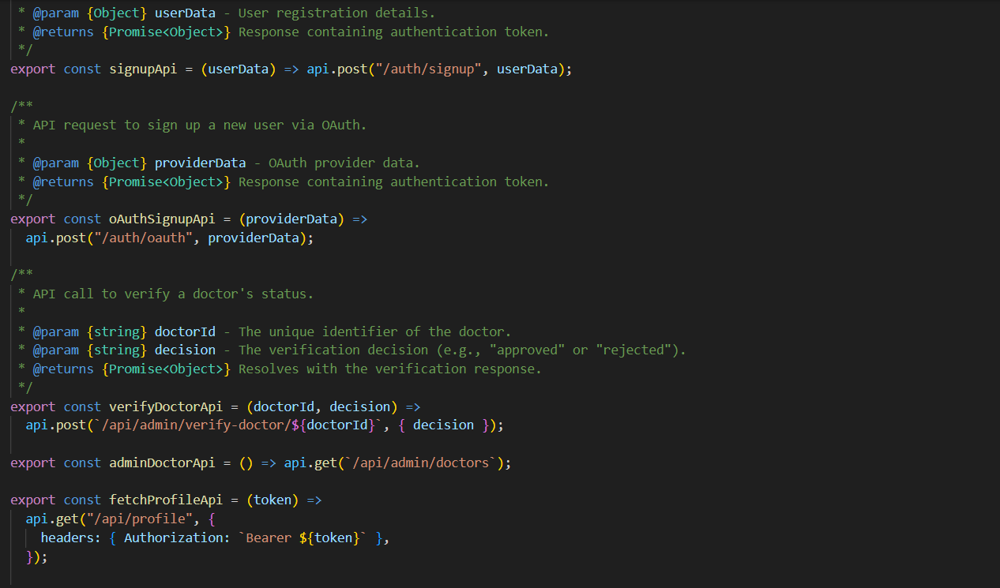 * @param {Object} userData - User registration details.
* @returns {Promise<Object>} Response containing authentication token.
*/
export const signupApi = (userData) => api.post("/auth/signup", userData);
/**
* API request to sign up a new user via OAuth.
*
* @param {Object} providerData - OAuth provider data.
* @returns {Promise<Object>} Response containing authentication token.
*/
export const oAuthSignupApi = (providerData) =>
api.post("/auth/oauth", providerData);
/**
* API call to verify a doctor's status.
*
* @param {string} doctorId - The unique identifier of the doctor.
* @param {string} decision - The verification decision (e.g., "approved" or "rejected").
* @returns {Promise<Object>} Resolves with the verification response.
*/
export const verifyDoctorApi = (doctorId, decision) =>
api.post(`/api/admin/verify-doctor/${doctorId}`, { decision });
export const adminDoctorApi = () => api.get(`/api/admin/doctors`);
export const fetchProfileApi = (token) =>
api.get("/api/profile", {
headers: { Authorization: `Bearer ${token}` },
});